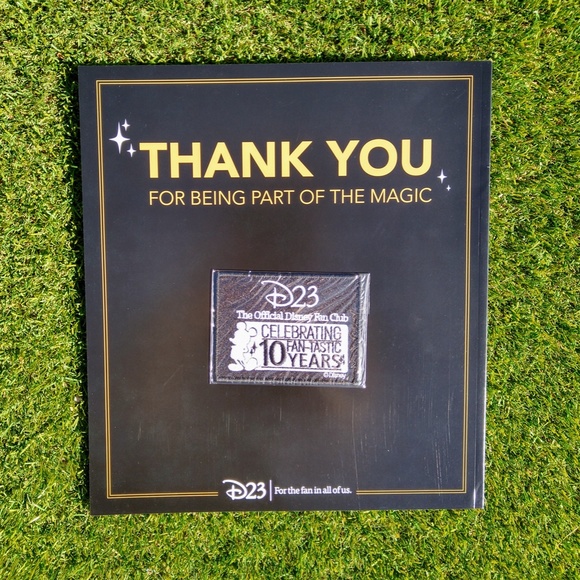 THANK YOU
FOR BEING PART OF THE MAGIC
D23
The Official Disney Fan Club
CELEBRATING
10 FAN-TASTIC
YEARS
D23 | For the fan in all of us.